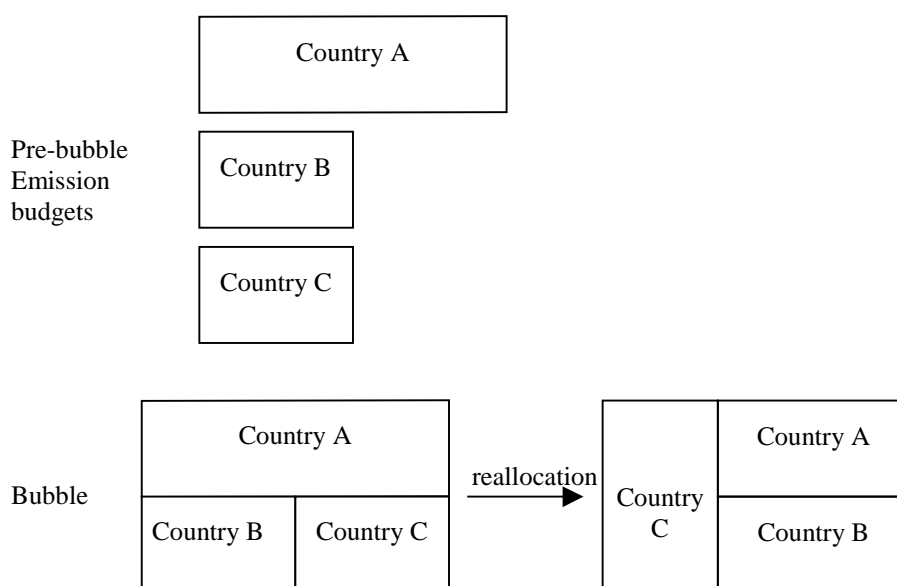 Country A
Pre-bubble
Emission
budgets
Country B
Country C
Bubble
Country A
Country B
Country C
reallocation
Country
C
Country A
Country B